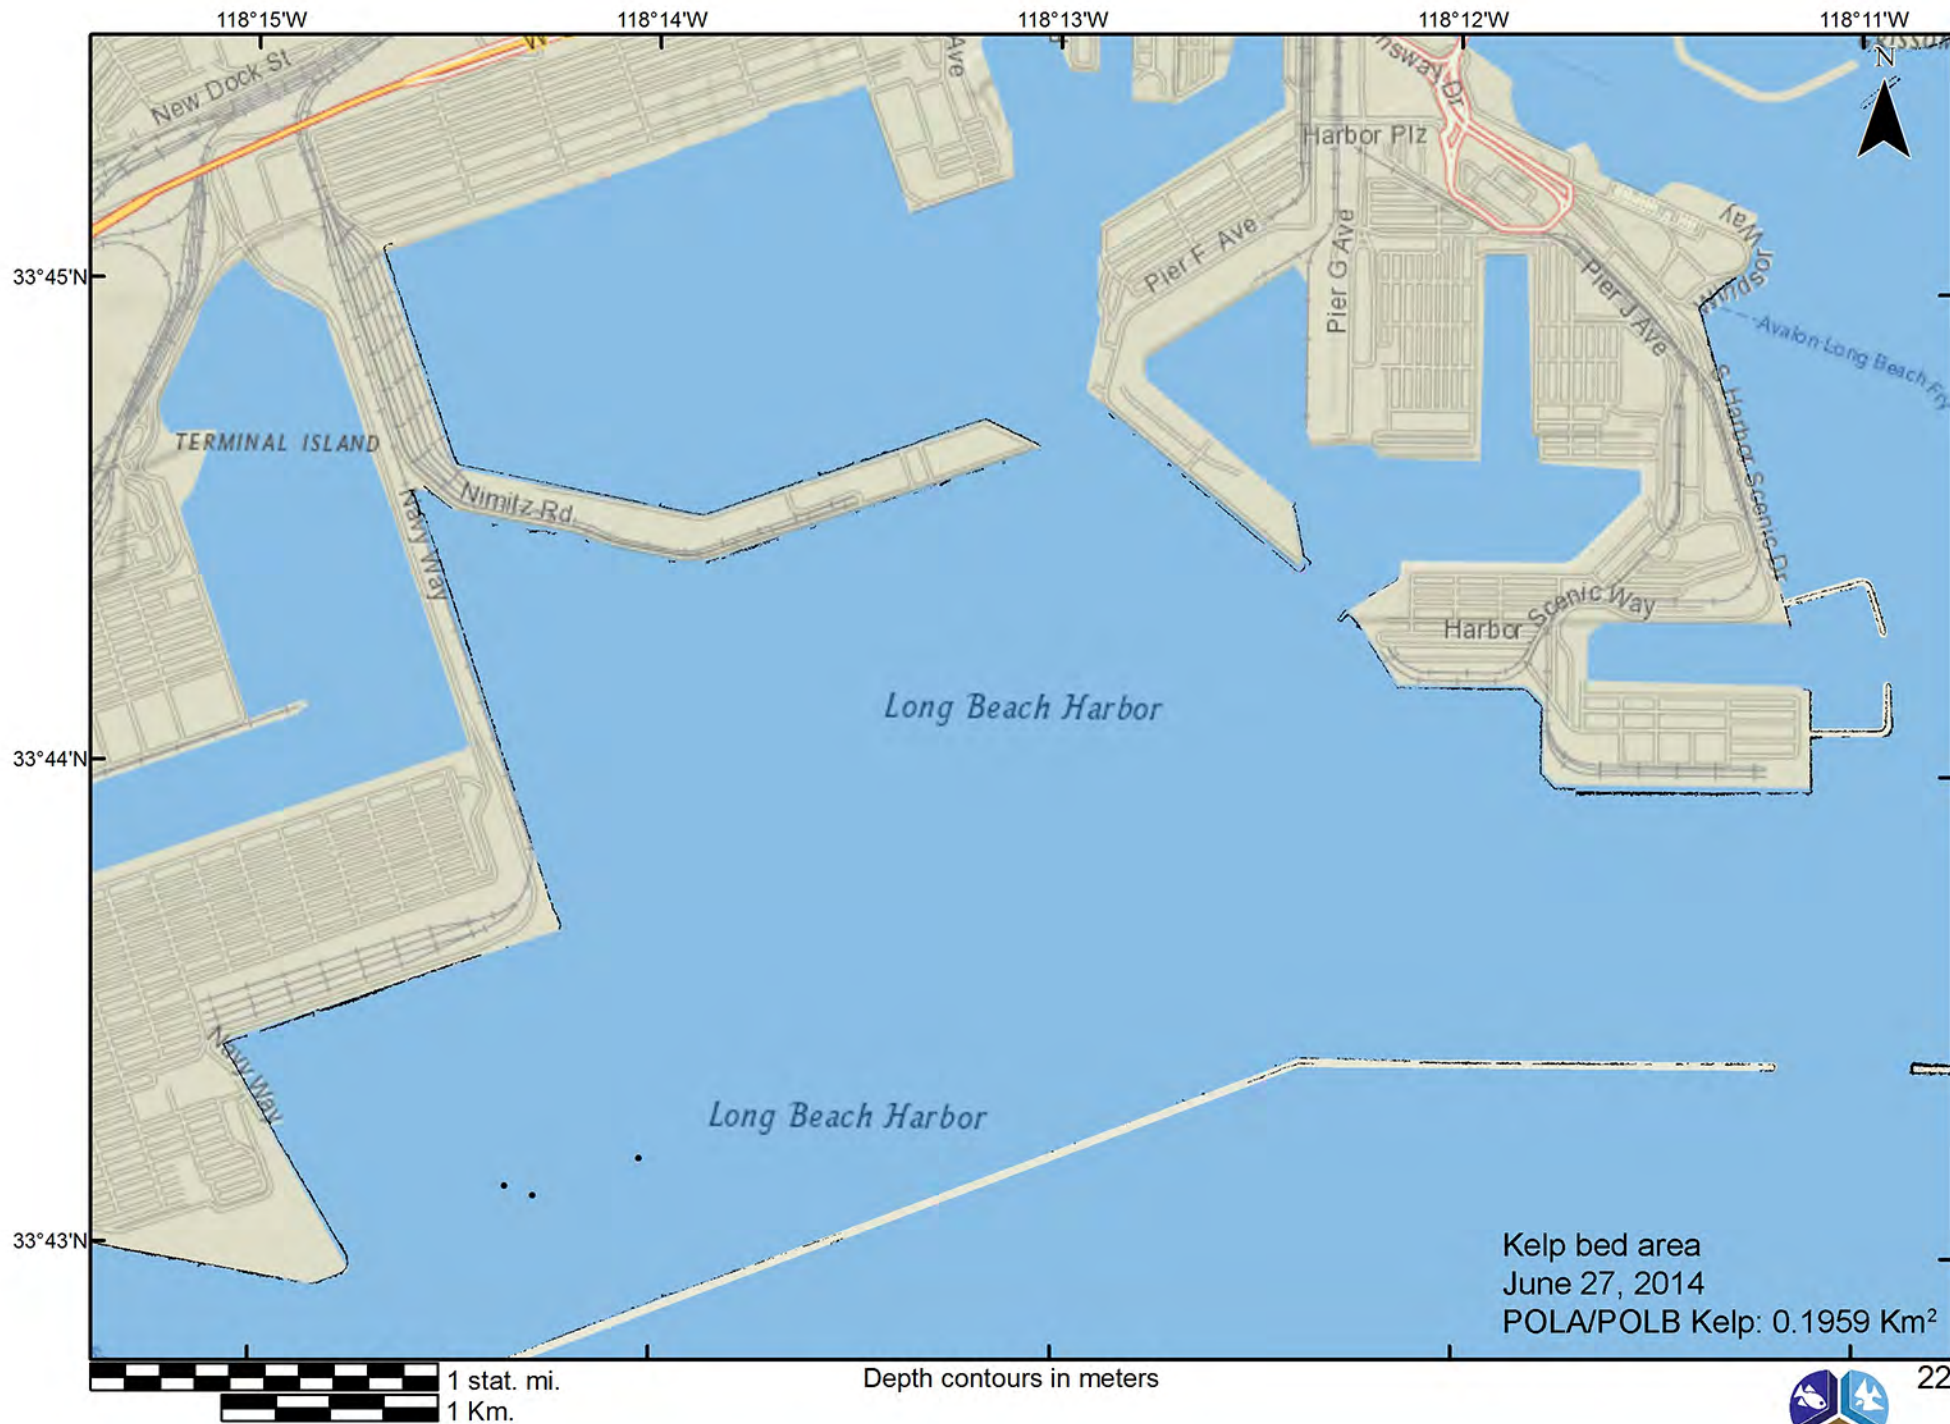 118°15'W 118°14'W 118°13'W 118°12'W 118°11'W
N
New Dock St
Ave
Harbor Plz
Windsor Way
Pier F Ave
Pier G Ave
Pier J Ave
33°45'N
Avalon Long Beach Fry
S Harbor Scenic Dr
TERMINAL ISLAND
Nimitz Rd
Navy Way
Harbor Scenic Way
Long Beach Harbor
33°44'N
Navy Way
Long Beach Harbor
33°43'N
Kelp bed area
June 27, 2014
POLA/POLB Kelp: 0.1959 Km²
1 stat. mi.
Depth contours in meters
22
1 Km.